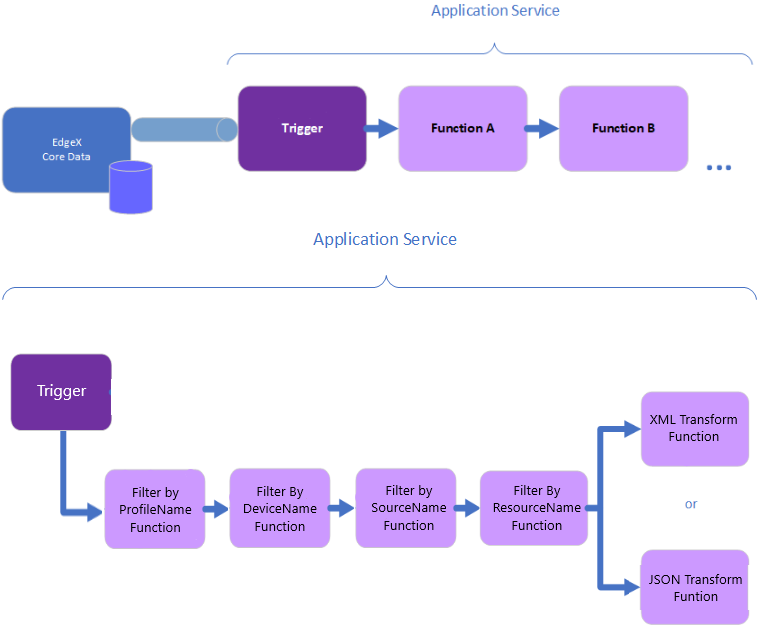 Application Service
EdgeX
Core Data
Trigger
Function A
Function B
...
Application Service
Trigger
Filter by
ProfileName
Function
Filter By
DeviceName
Function
Filter by
SourceName
Function
Filter By
ResourceName
Function
XML Transform
Function
or
JSON Transform
Funtion